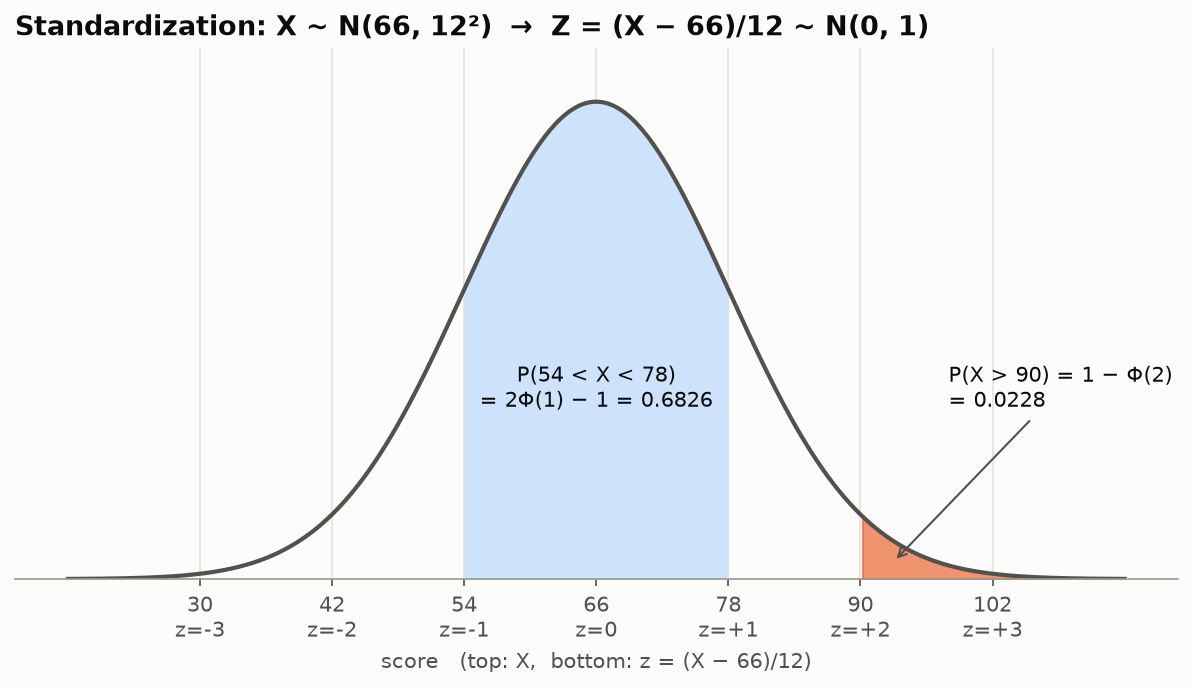 Standardization: X ~ N(66, 12²) → Z = (X − 66)/12 ~ N(0, 1)
P(54 < X < 78)
= 2Φ(1) − 1 = 0.6826
P(X > 90) = 1 − Φ(2)
= 0.0228
30 42 54 66 78 90 102
z=-3 z=-2 z=-1 z=0 z=+1 z=+2 z=+3
score (top: X, bottom: z = (X − 66)/12)